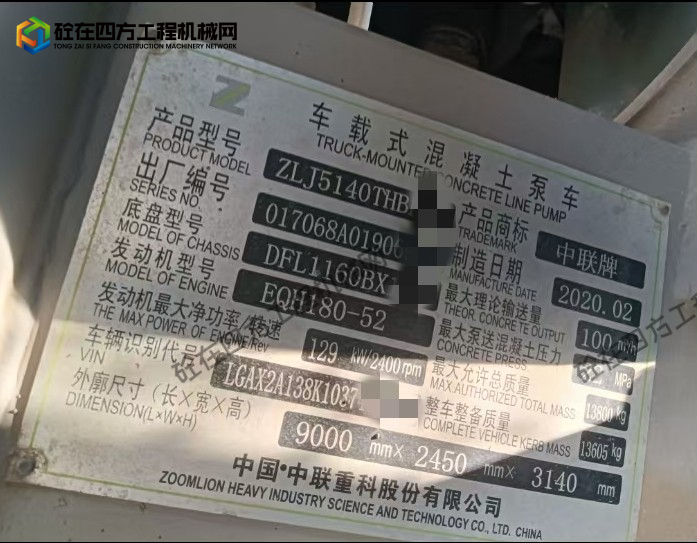 砼在四方工程机械网
TONG ZAI SI FANG CONSTRUCTION MACHINERY NETWORK
Z
车载式混凝土泵车
TRUCK-MOUNTED CONCRETE LINE PUMP
产品型号 ZLJ5140THB 产品商标 中联牌
PRODUCT MODEL TRADEMARK
出厂编号 017068A0190 制造日期 2020.02
SERIES NO. MANUFACTURE DATE
底盘型号 DFL1160BX 最大理论输送量 100 m³/h
MODEL OF CHASSIS THEOR. CONCRETE OUTPUT
发动机型号 EQH180-52 最大泵送混凝土压力 MPa
MODEL OF ENGINE CONCRETE PRESS.
发动机最大净功率/转速 129 kW/2400rpm 最大允许总质量 13800 kg
THE MAX POWER OF ENGINE/Rev MAX AUTHORIZED TOTAL MASS
车辆识别代号 LGAX2A138K1037 整车整备质量 13605 kg
VIN COMPLETE VEHICLE KERB MASS
外廓尺寸(长×宽×高) 9000 mm× 2450 mm× 3140 mm
DIMENSION(L×W×H)
中国·中联重科股份有限公司
ZOOMLION HEAVY INDUSTRY SCIENCE AND TECHNOLOGY CO., LTD. CHINA